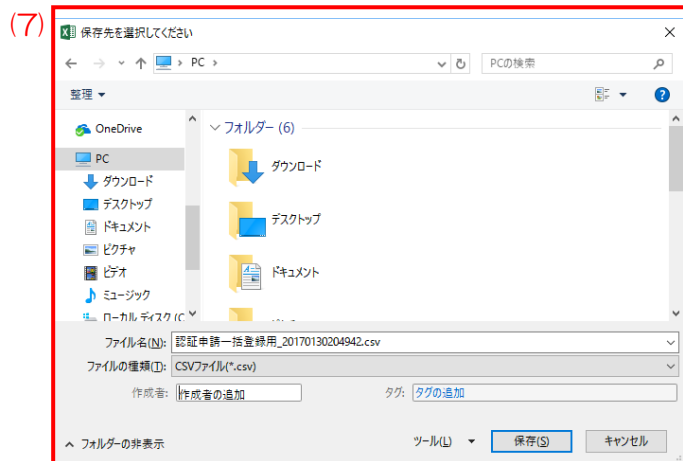 (7)
保存先を選択してください
PC
PCの検索
整理
OneDrive
フォルダー (6)
PC
ダウンロード
ダウンロード
デスクトップ
デスクトップ
ドキュメント
ピクチャ
ドキュメント
ビデオ
ミュージック
ローカル ディスク (C
ファイル名(N): 認証申請一括登録用_20170130204942.csv
ファイルの種類(T): CSVファイル(*.csv)
作成者: 作成者の追加 タグ: タグの追加
フォルダーの非表示 ツール(L) 保存(S) キャンセル